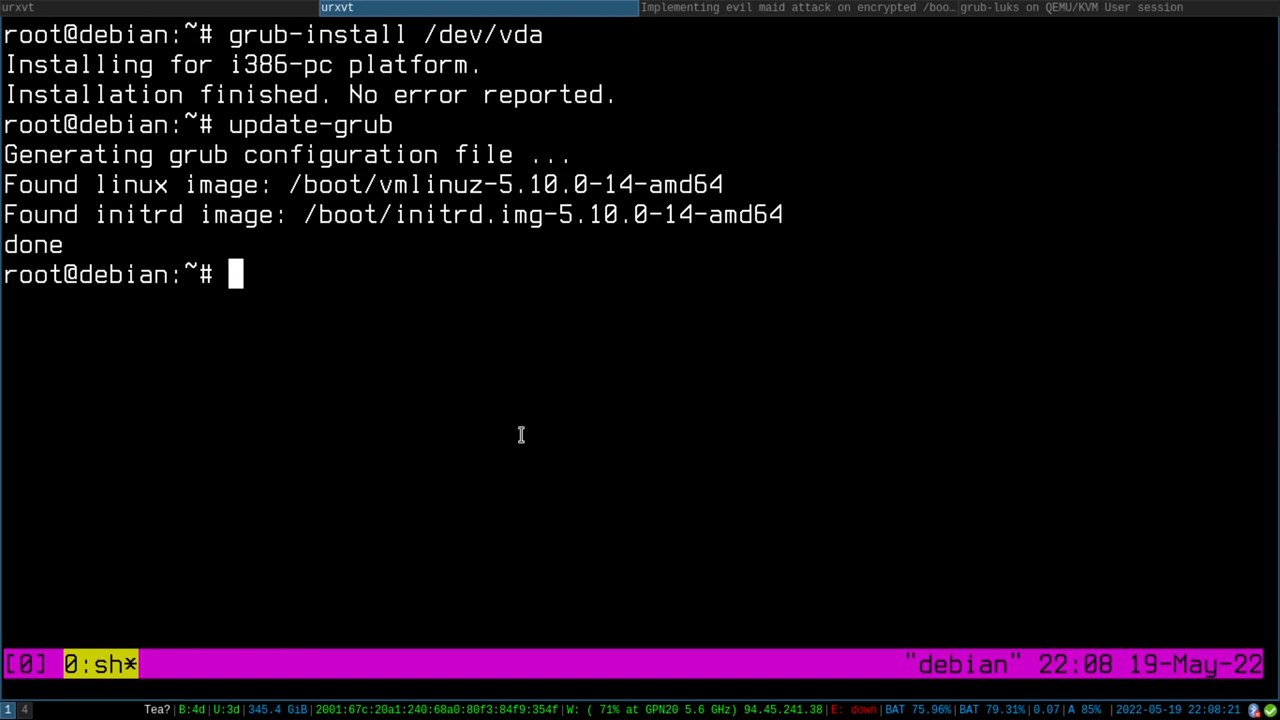 urxvt urxvt Implementing evil maid attack on encrypted /boo… grub-luks on QEMU/KVM User session
root@debian:~# grub-install /dev/vda
Installing for i386-pc platform.
Installation finished. No error reported.
root@debian:~# update-grub
Generating grub configuration file ...
Found linux image: /boot/vmlinuz-5.10.0-14-amd64
Found initrd image: /boot/initrd.img-5.10.0-14-amd64
done
root@debian:~#
[0] 0:sh* "debian" 22:08 19-May-22
1 4 Tea?|B:4d|U:3d|345.4 GiB|2001:67c:20a1:240:68a0:80f3:84f9:354f|W: ( 71% at GPN20 5.6 GHz) 94.45.241.38|E: down|BAT 75.96%|BAT 79.31%|0.07|A 85%|2022-05-19 22:08:21